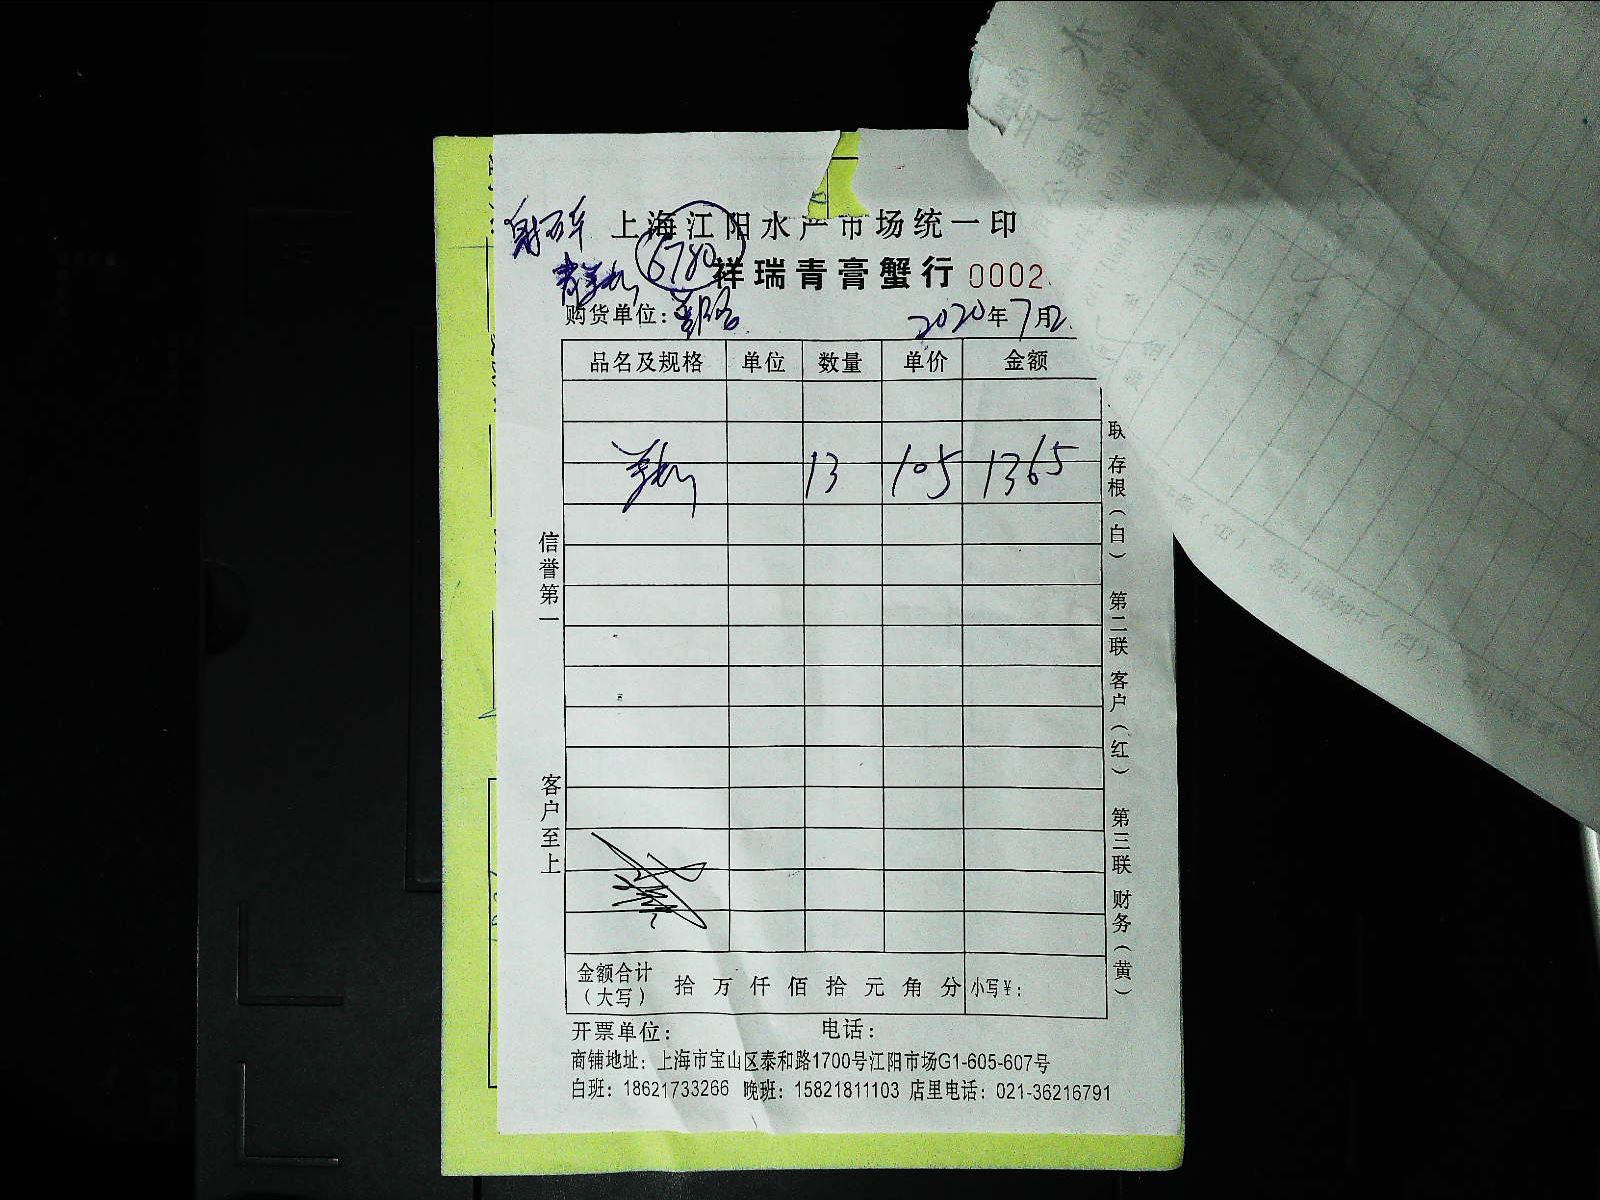 上海江阳水产市场统一印
6780
祥瑞青膏蟹行 0002
购货单位：
2020年7月2
品名及规格 单位 数量 单价 金额
13 105 1365
信誉第一
客户至上
联 存根（白） 第二联 客户（红） 第三联 财务（黄）
金额合计（大写） 拾 万 仟 佰 拾 元 角 分 小写￥：
开票单位： 电话：
商铺地址：上海市宝山区泰和路1700号江阳市场G1-605-607号
白班：18621733266 晚班：15821811103 店里电话：021-36216791